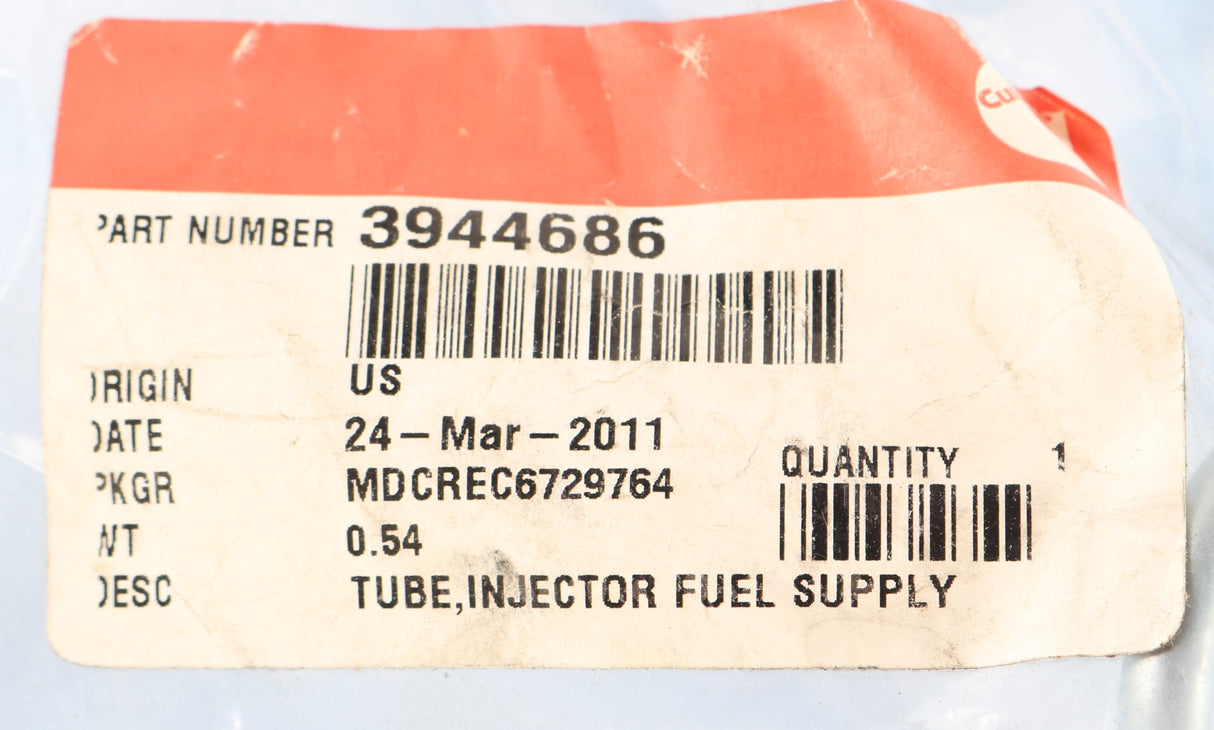 Cu
PART NUMBER 3944686
ORIGIN US
DATE 24-Mar-2011
PKGR MDCREC6729764
QUANTITY 1
WT 0.54
DESC TUBE,INJECTOR FUEL SUPPLY